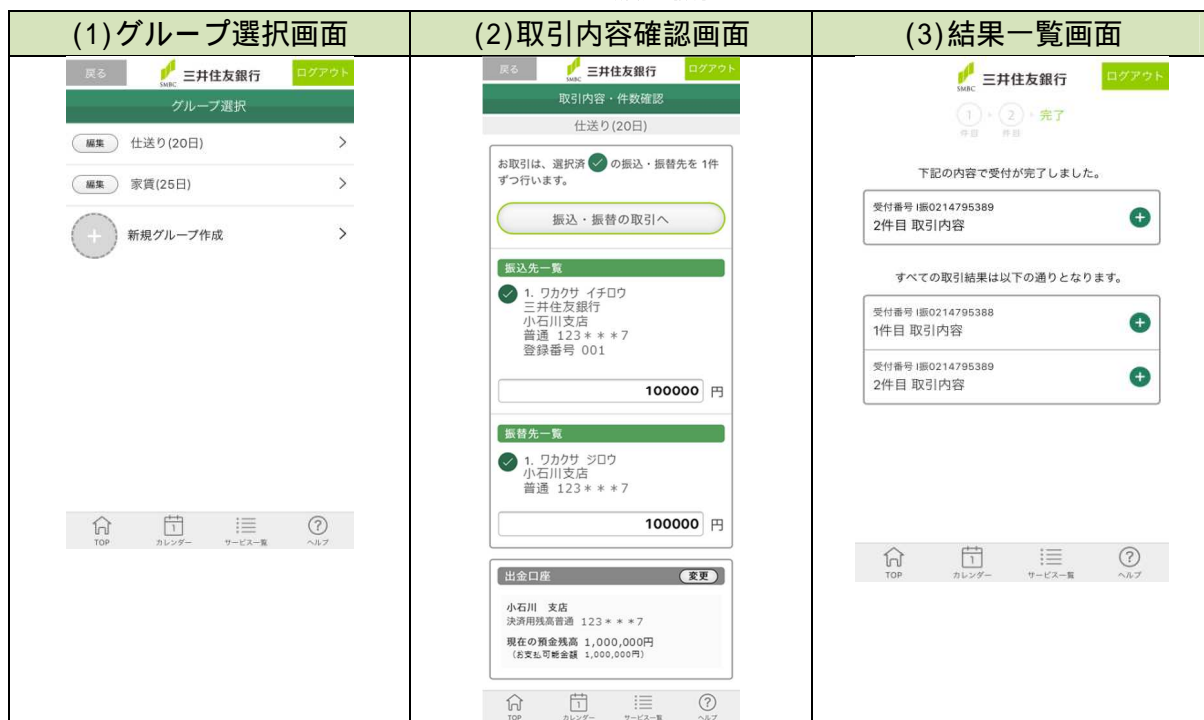 (1)グループ選択画面
戻る
SMBC
三井住友銀行
ログアウト
グループ選択
編集
仕送り(20日)
編集
家賃(25日)
新規グループ作成
TOP
1
カレンダー
サービス一覧
?
ヘルプ
(2)取引内容確認画面
戻る
SMBC
三井住友銀行
ログアウト
取引内容・件数確認
仕送り(20日)
お取引は、選択済 の振込・振替先を 1件
ずつ行います。
振込・振替の取引へ
振込先一覧
1. ワカクサ イチロウ
三井住友銀行
小石川支店
普通 123***7
登録番号 001
100000 円
振替先一覧
1. ワカクサ ジロウ
小石川支店
普通 123***7
100000 円
出金口座
変更
小石川 支店
決済用残高普通 123***7
現在の預金残高 1,000,000円
(お支払可能金額 1,000,000円)
TOP
1
カレンダー
サービス一覧
?
ヘルプ
(3)結果一覧画面
SMBC
三井住友銀行
ログアウト
1
件目
2
件目
完了
下記の内容で受付が完了しました。
受付番号 I振0214795389
2件目 取引内容
すべての取引結果は以下の通りとなります。
受付番号 I振0214795388
1件目 取引内容
受付番号 I振0214795389
2件目 取引内容
TOP
1
カレンダー
サービス一覧
?
ヘルプ